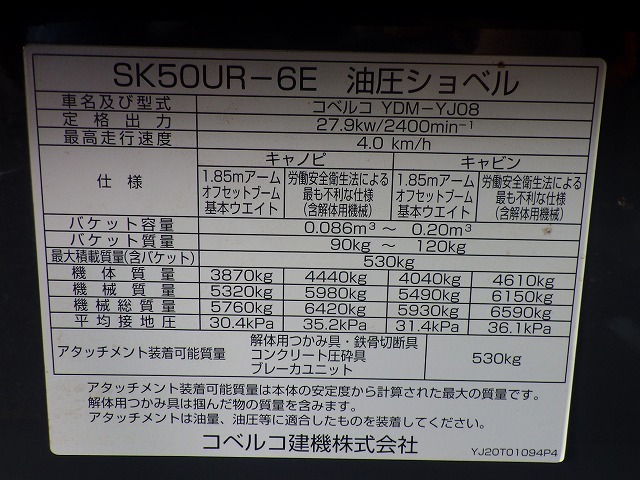 SK50UR-6E 油圧ショベル
車名及び型式 コベルコ YDM-YJ08
定格出力 27.9kw/2400min⁻¹
最高走行速度 4.0 km/h
仕様 キャノピ キャビン
1.85mアーム 労働安全衛生法による 1.85mアーム 労働安全衛生法による
オフセットブーム 最も不利な仕様 オフセットブーム 最も不利な仕様
基本ウエイト (含解体用機械) 基本ウエイト (含解体用機械)
バケット容量 0.086m³ ~ 0.20m³
バケット質量 90kg ~ 120kg
最大積載質量(含バケット) 530kg
機体質量 3870kg 4440kg 4040kg 4610kg
機械質量 5320kg 5980kg 5490kg 6150kg
機械総質量 5760kg 6420kg 5930kg 6590kg
平均接地圧 30.4kPa 35.2kPa 31.4kPa 36.1kPa
アタッチメント装着可能質量 解体用つかみ具・鉄骨切断具 530kg
コンクリート圧砕具
ブレーカユニット
アタッチメント装着可能質量は本体の安定度から計算された最大の質量です。
解体用つかみ具は掴んだ物の質量を含みます。
アタッチメントは油量、油圧等に適合したものを装着してください。
コベルコ建機株式会社
YJ20T01094P4